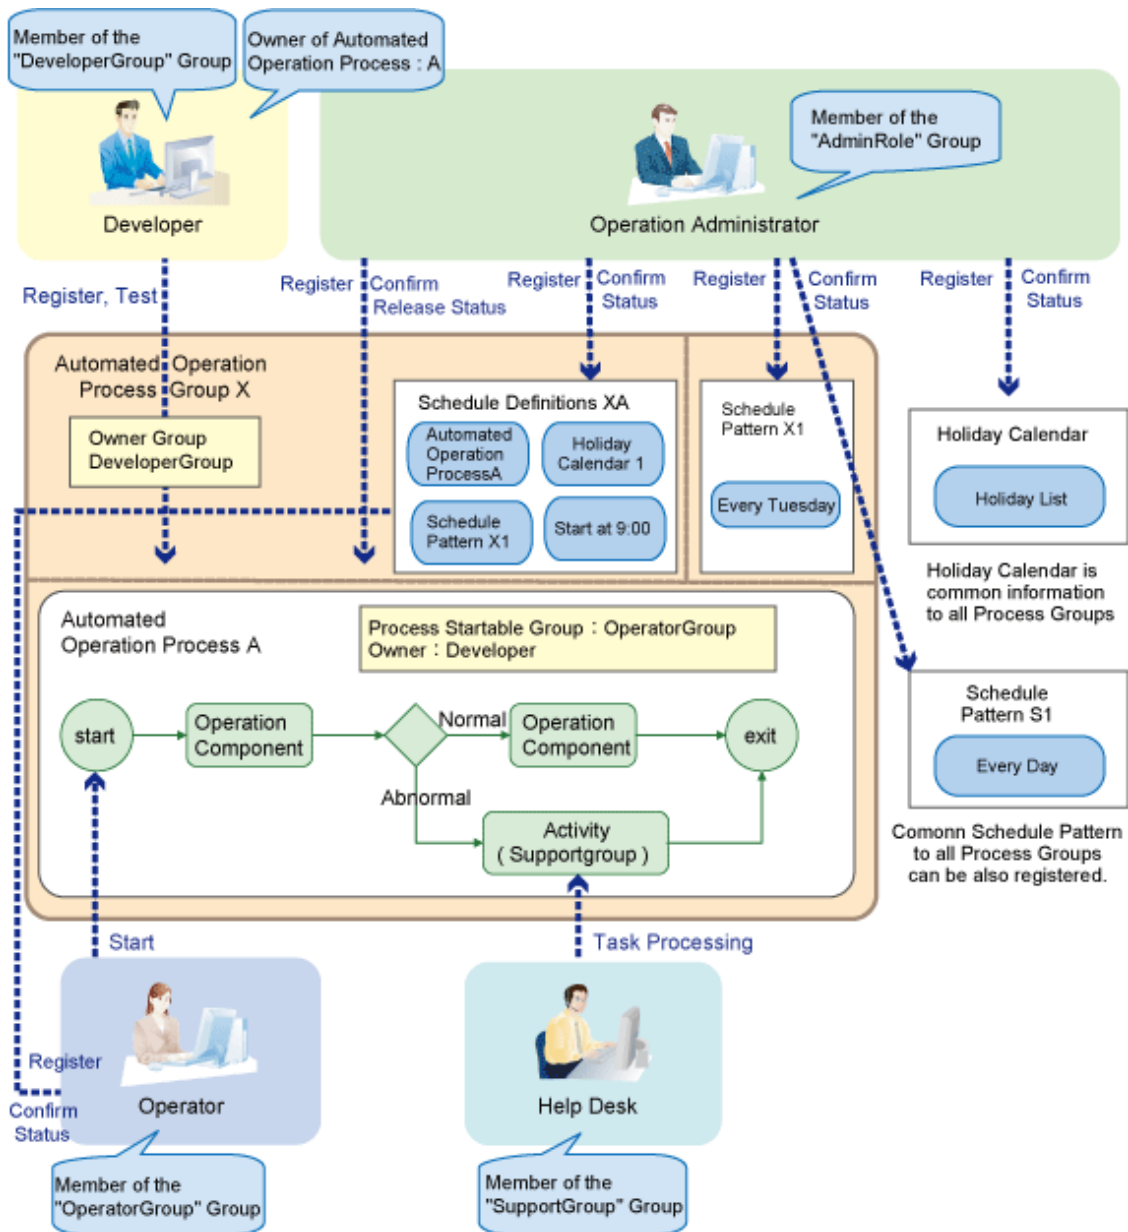 Member of the
"DeveloperGroup" Group
Owner of Automated
Operation Process : A
Member of the
"AdminRole" Group
Developer
Operation Administrator
Register, Test
Register
Confirm
Release Status
Register
Confirm
Status
Register
Confirm
Status
Register
Confirm
Status
Automated Operation
Process Group X
Owner Group
DeveloperGroup
Schedule Definitions XA
Automated
Operation
ProcessA
Holiday
Calendar 1
Schedule
Pattern X1
Start at 9:00
Schedule
Pattern X1
Every Tuesday
Holiday Calendar
Holiday List
Holiday Calendar is
common information
to all Process Groups
Automated
Operation Process A
Process Startable Group : OperatorGroup
Owner : Developer
start
Operation
Component
Normal
Operation
Component
exit
Abnormal
Activity
( Supportgroup )
Schedule
Pattern S1
Every Day
Comonn Schedule Pattern
to all Process Groups
can be also registered.
Start
Task Processing
Register
Confirm
Status
Operator
Help Desk
Member of the
"OperatorGroup" Group
Member of the
"SupportGroup" Group